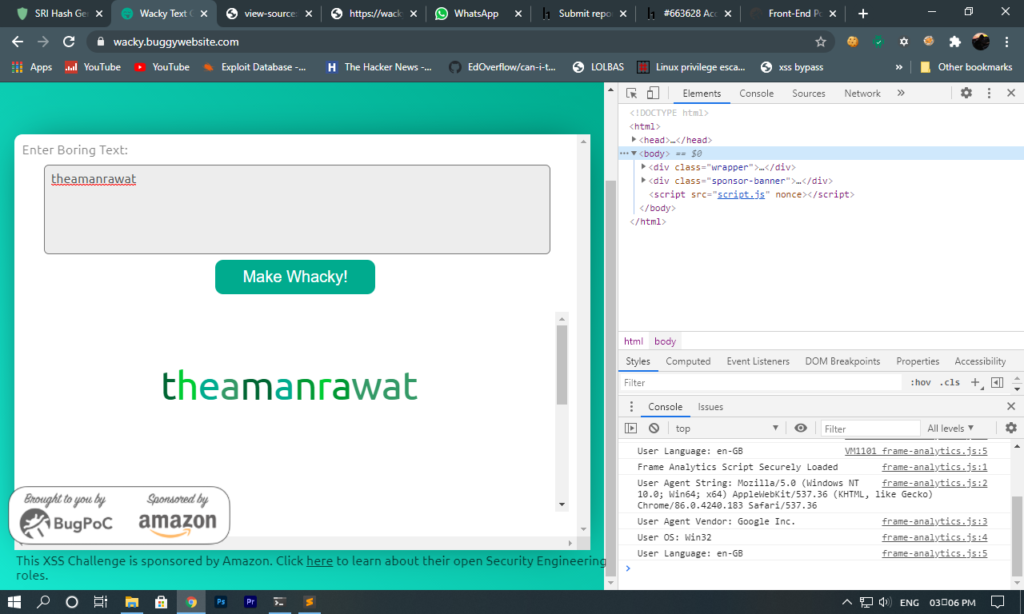 SRI Hash Ge
Wacky Text
view-source:
https://wack
WhatsApp
Submit repo
#663628 Acc
Front-End P
wacky.buggywebsite.com
Apps
YouTube
YouTube
Exploit Database -...
The Hacker News -...
EdOverflow/can-i-t...
LOLBAS
Linux privilege esca...
xss bypass
»
Other bookmarks
Enter Boring Text:
theamanrawat
Make Whacky!
theamanrawat
Brought to you by
BugPoC
Sponsored by
amazon
This XSS Challenge is sponsored by Amazon. Click here to learn about their open Security Engineering
roles.
Elements Console Sources Network »
<!DOCTYPE html>
<html>
<head>…</head>
<body> == $0
<div class="wrapper">…</div>
<div class="sponsor-banner">…</div>
<script src="script.js" nonce></script>
</body>
</html>
html body
Styles Computed Event Listeners DOM Breakpoints Properties Accessibility
Filter :hov .cls +
Console Issues
top Filter All levels
User Language: en-GB VM1101 frame-analytics.js:5
Frame Analytics Script Securely Loaded frame-analytics.js:1
User Agent String: Mozilla/5.0 (Windows NT frame-analytics.js:2
10.0; Win64; x64) AppleWebKit/537.36 (KHTML, like Gecko)
Chrome/86.0.4240.183 Safari/537.36
User Agent Vendor: Google Inc. frame-analytics.js:3
User OS: Win32 frame-analytics.js:4
User Language: en-GB frame-analytics.js:5
Ps
Pr
ENG
03□06 PM